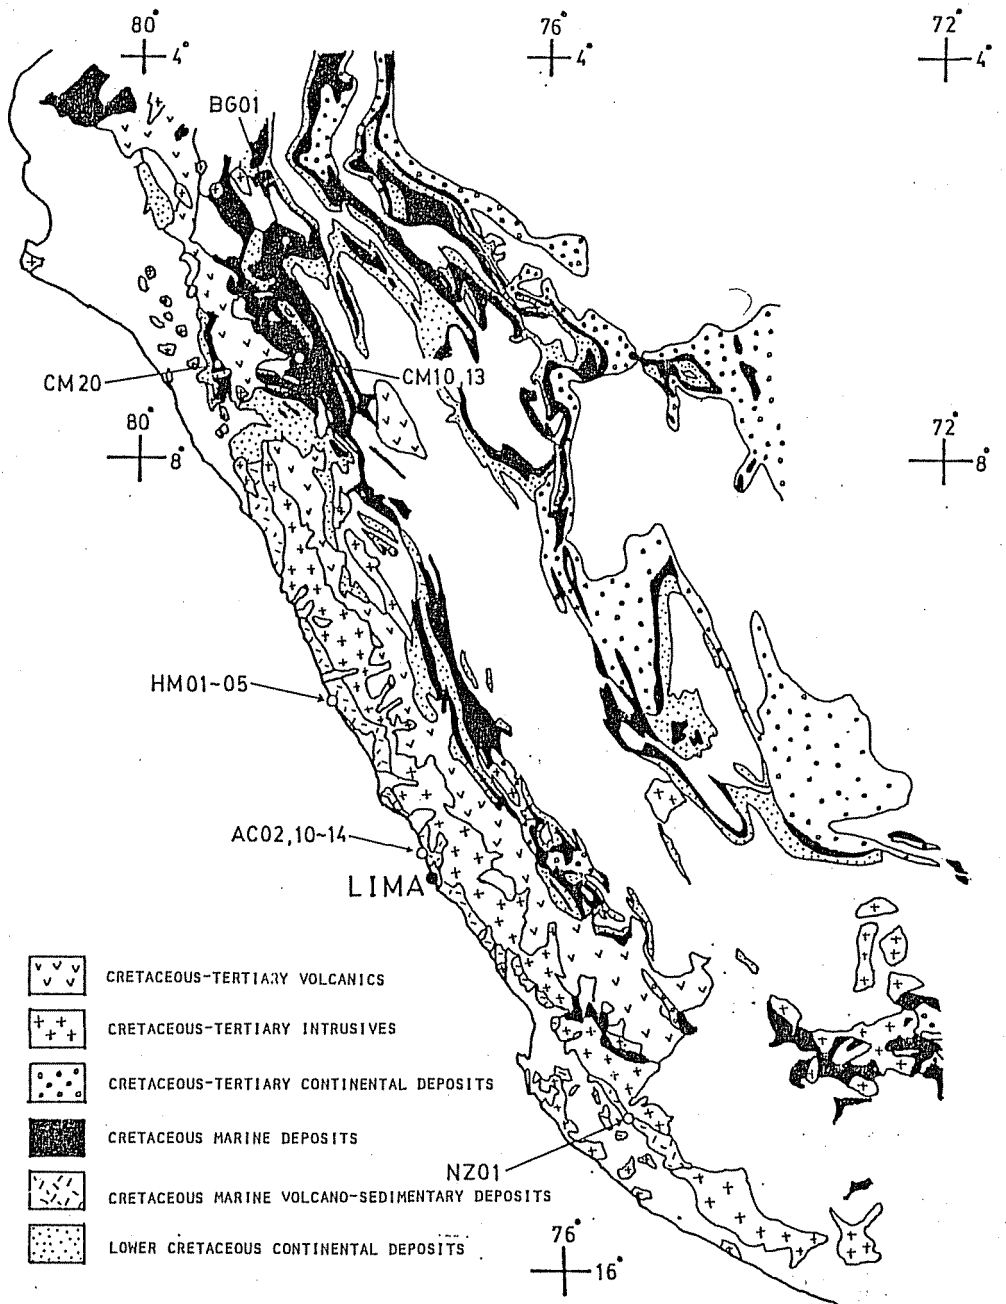 80°
76°
72°
4°
4°
4°
BG01
CM20
CM10,13
80°
72°
8°
8°
HM01~05
AC02,10~14
LIMA
CRETACEOUS-TERTIARY VOLCANICS
CRETACEOUS-TERTIARY INTRUSIVES
CRETACEOUS-TERTIARY CONTINENTAL DEPOSITS
CRETACEOUS MARINE DEPOSITS
NZ01
CRETACEOUS MARINE VOLCANO-SEDIMENTARY DEPOSITS
76°
LOWER CRETACEOUS CONTINENTAL DEPOSITS
16°